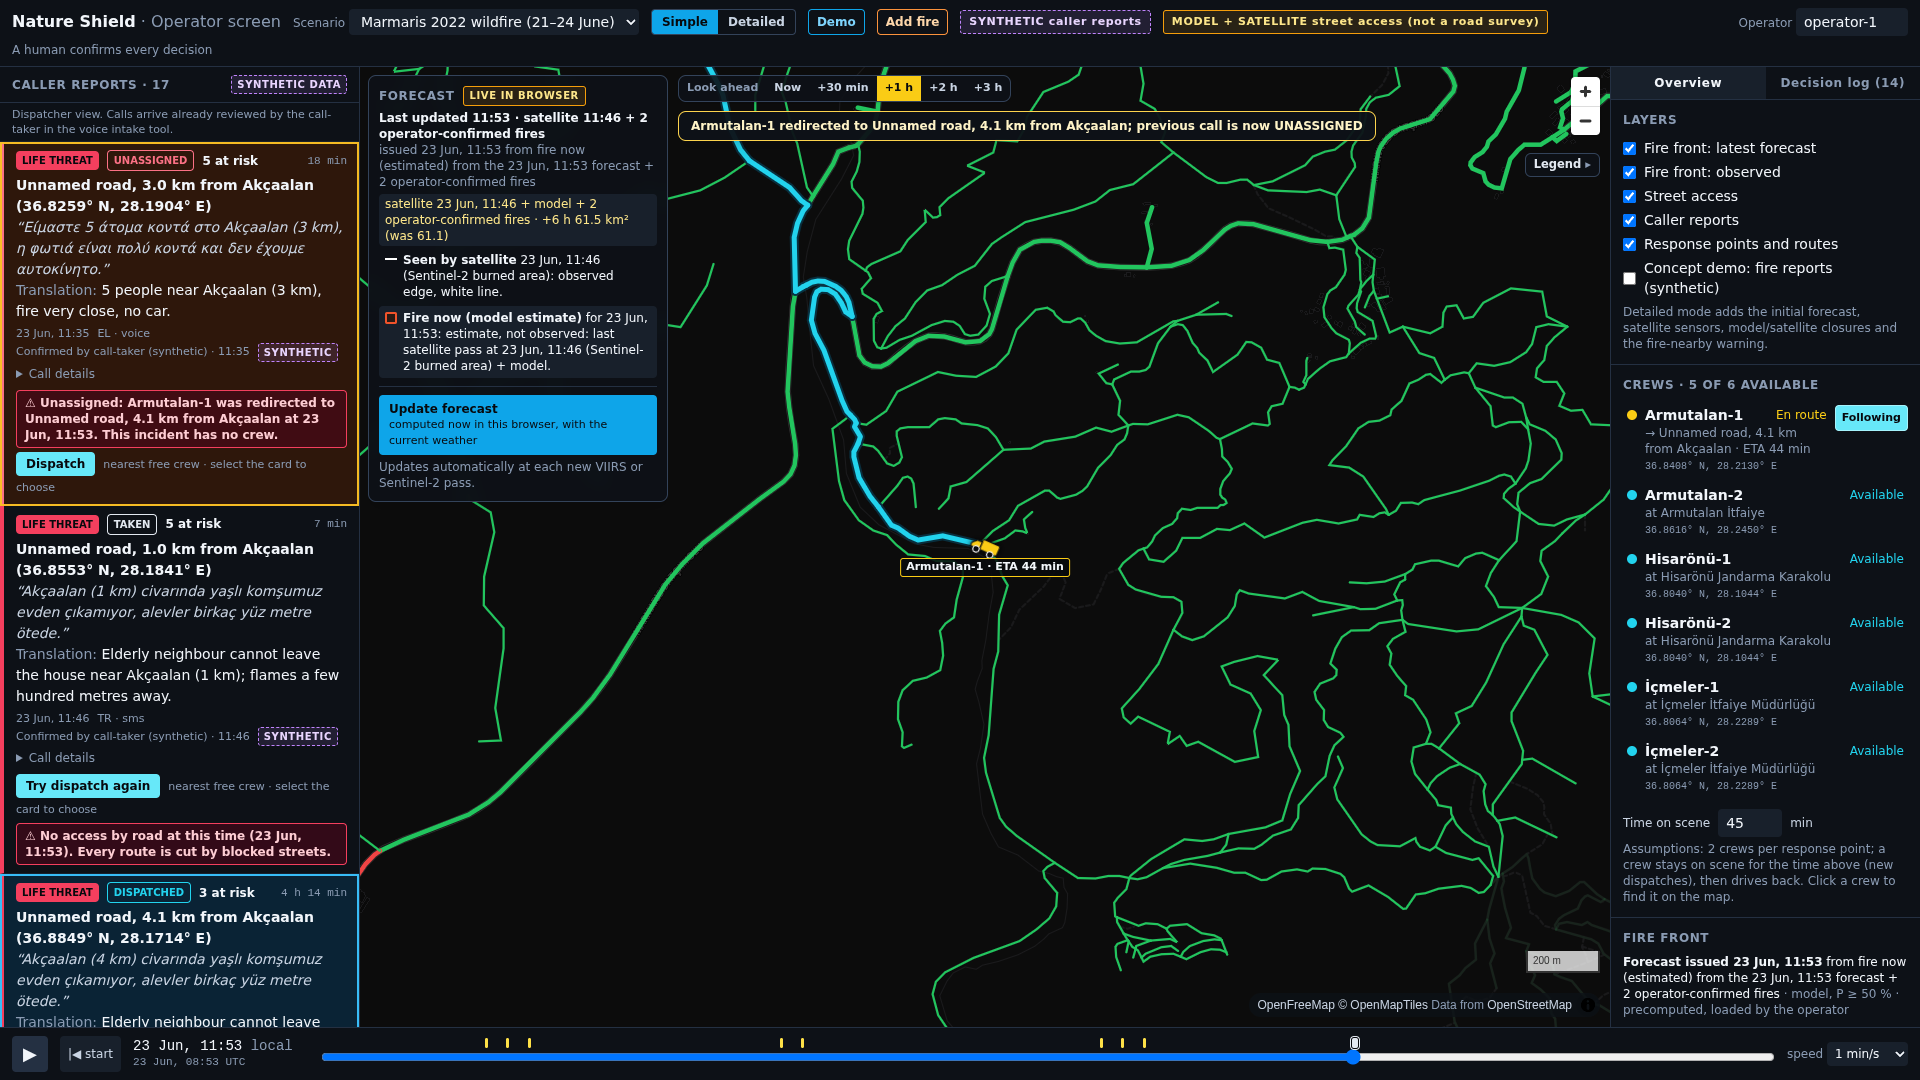 Nature Shield · Operator screen
Scenario Marmaris 2022 wildfire (21–24 June)
Simple Detailed Demo Add fire
SYNTHETIC caller reports
MODEL + SATELLITE street access (not a road survey)
Operator operator-1
A human confirms every decision
CALLER REPORTS · 17 SYNTHETIC DATA
Dispatcher view. Calls arrive already reviewed by the call-
taker in the voice intake tool.
LIFE THREAT UNASSIGNED 5 at risk 18 min
Unnamed road, 3.0 km from Akçaalan
(36.8259° N, 28.1904° E)
“Είμαστε 5 άτομα κοντά στο Akçaalan (3 km),
η φωτιά είναι πολύ κοντά και δεν έχουμε
αυτοκίνητο.”
Translation: 5 people near Akçaalan (3 km),
fire very close, no car.
23 Jun, 11:35 EL · voice
Confirmed by call-taker (synthetic) · 11:35 SYNTHETIC
▶ Call details
⚠ Unassigned: Armutalan-1 was redirected to
Unnamed road, 4.1 km from Akçaalan at 23
Jun, 11:53. This incident has no crew.
Dispatch nearest free crew · select the card to
choose
LIFE THREAT TAKEN 5 at risk 7 min
Unnamed road, 1.0 km from Akçaalan
(36.8553° N, 28.1841° E)
“Akçaalan (1 km) civarında yaşlı komşumuz
evden çıkamıyor, alevler birkaç yüz metre
ötede.”
Translation: Elderly neighbour cannot leave
the house near Akçaalan (1 km); flames a few
hundred metres away.
23 Jun, 11:46 TR · sms
Confirmed by call-taker (synthetic) · 11:46 SYNTHETIC
▶ Call details
Try dispatch again nearest free crew · select the
card to choose
⚠ No access by road at this time (23 Jun,
11:53). Every route is cut by blocked streets.
LIFE THREAT DISPATCHED 3 at risk 4 h 14 min
Unnamed road, 4.1 km from Akçaalan
(36.8849° N, 28.1714° E)
“Akçaalan (4 km) civarında yaşlı komşumuz
evden çıkamıyor, alevler birkaç yüz metre
ötede.”
Translation: Elderly neighbour cannot leave
FORECAST LIVE IN BROWSER
Last updated 11:53 · satellite 11:46 + 2
operator-confirmed fires
issued 23 Jun, 11:53 from fire now
(estimated) from the 23 Jun, 11:53 forecast +
2 operator-confirmed fires
satellite 23 Jun, 11:46 + model + 2
operator-confirmed fires · +6 h 61.5 km²
(was 61.1)
Seen by satellite 23 Jun, 11:46
(Sentinel-2 burned area): observed
edge, white line.
Fire now (model estimate) for 23 Jun,
11:53: estimate, not observed: last
satellite pass at 23 Jun, 11:46 (Sentinel-
2 burned area) + model.
Update forecast
computed now in this browser, with the
current weather
Updates automatically at each new VIIRS or
Sentinel-2 pass.
Look ahead Now +30 min +1 h +2 h +3 h
Armutalan-1 redirected to Unnamed road, 4.1 km from Akçaalan; previous call is now UNASSIGNED
+
−
Legend ▸
Armutalan-1 · ETA 44 min
200 m
OpenFreeMap © OpenMapTiles Data from OpenStreetMap
Overview Decision log (14)
LAYERS
Fire front: latest forecast
Fire front: observed
Street access
Caller reports
Response points and routes
Concept demo: fire reports
(synthetic)
Detailed mode adds the initial forecast,
satellite sensors, model/satellite closures and
the fire-nearby warning.
CREWS · 5 OF 6 AVAILABLE
Armutalan-1 En route Following
→ Unnamed road, 4.1 km
from Akçaalan · ETA 44 min
36.8408° N, 28.2130° E
Armutalan-2 Available
at Armutalan İtfaiye
36.8616° N, 28.2450° E
Hisarönü-1 Available
at Hisarönü Jandarma Karakolu
36.8040° N, 28.1044° E
Hisarönü-2 Available
at Hisarönü Jandarma Karakolu
36.8040° N, 28.1044° E
İçmeler-1 Available
at İçmeler İtfaiye Müdürlüğü
36.8064° N, 28.2289° E
İçmeler-2 Available
at İçmeler İtfaiye Müdürlüğü
36.8064° N, 28.2289° E
Time on scene 45 min
Assumptions: 2 crews per response point; a
crew stays on scene for the time above (new
dispatches), then drives back. Click a crew to
find it on the map.
FIRE FRONT
Forecast issued 23 Jun, 11:53 from fire now
(estimated) from the 23 Jun, 11:53 forecast +
2 operator-confirmed fires · model, P ≥ 50 % ·
precomputed, loaded by the operator
▶ |◀ start
23 Jun, 11:53 local
23 Jun, 08:53 UTC
speed 1 min/s